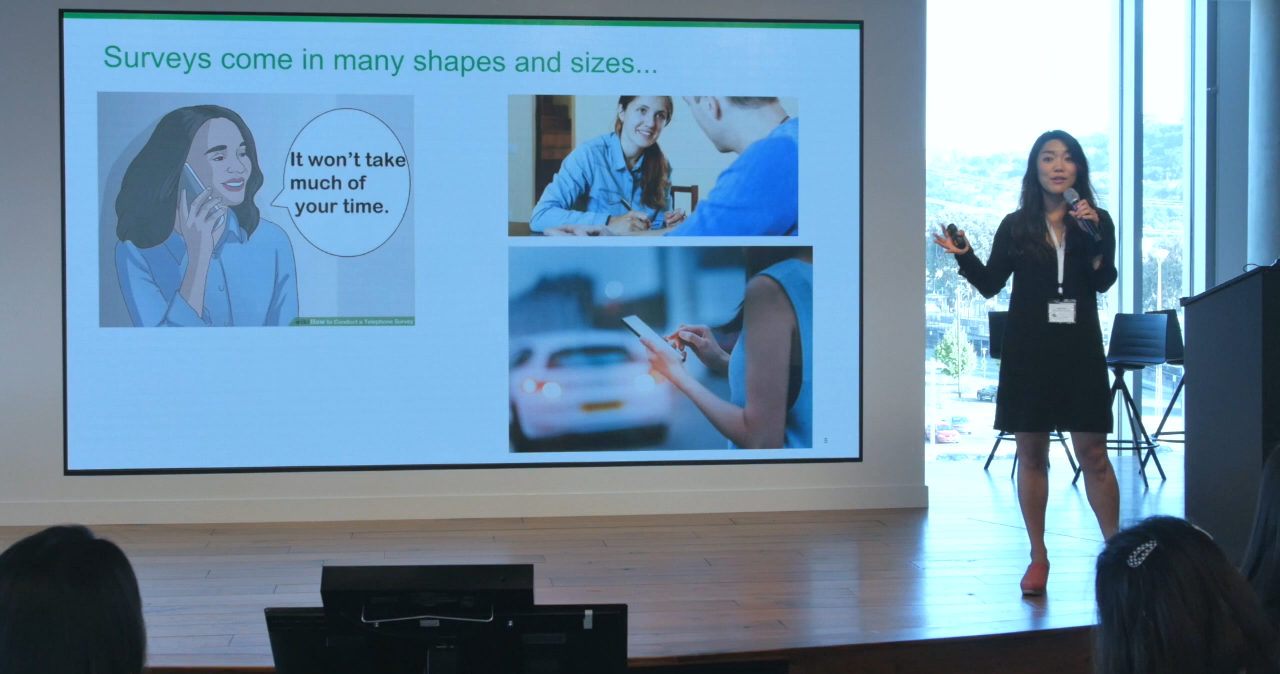 Surveys come in many shapes and sizes...
It won't take
much of
your time.
How to Conduct a Telephone Survey
5